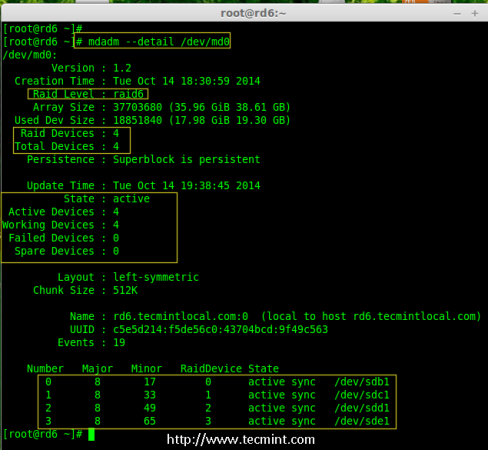 root@rd6:~
[root@rd6 ~]#
[root@rd6 ~]# mdadm --detail /dev/md0
/dev/md0:
Version : 1.2
Creation Time : Tue Oct 14 18:30:59 2014
Raid Level : raid6
Array Size : 37703680 (35.96 GiB 38.61 GB)
Used Dev Size : 18851840 (17.98 GiB 19.30 GB)
Raid Devices : 4
Total Devices : 4
Persistence : Superblock is persistent
Update Time : Tue Oct 14 19:38:45 2014
State : active
Active Devices : 4
Working Devices : 4
Failed Devices : 0
Spare Devices : 0
Layout : left-symmetric
Chunk Size : 512K
Name : rd6.tecmintlocal.com:0 (local to host rd6.tecmintlocal.com)
UUID : c5e5d214:f5de56c0:43704bcd:9f49c563
Events : 19
Number Major Minor RaidDevice State
0 8 17 0 active sync /dev/sdb1
1 8 33 1 active sync /dev/sdc1
2 8 49 2 active sync /dev/sdd1
3 8 65 3 active sync /dev/sde1
[root@rd6 ~]#
http://www.tecmint.com